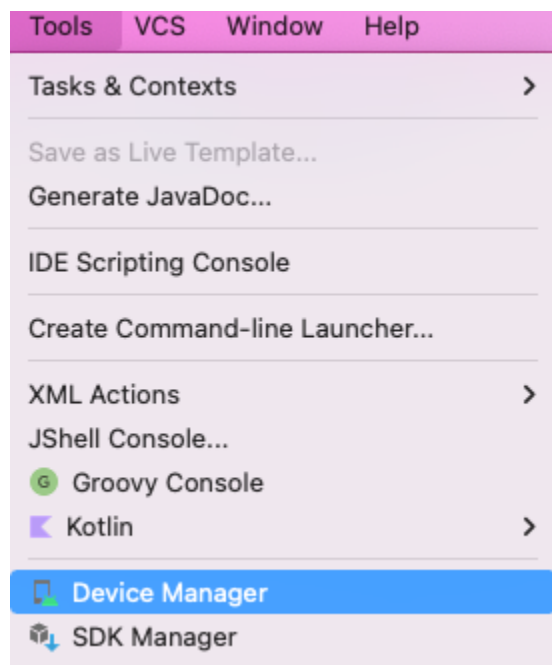 Tools VCS Window Help
Tasks & Contexts
Save as Live Template...
Generate JavaDoc...
IDE Scripting Console
Create Command-line Launcher...
XML Actions
JShell Console...
G Groovy Console
Kotlin
Device Manager
SDK Manager